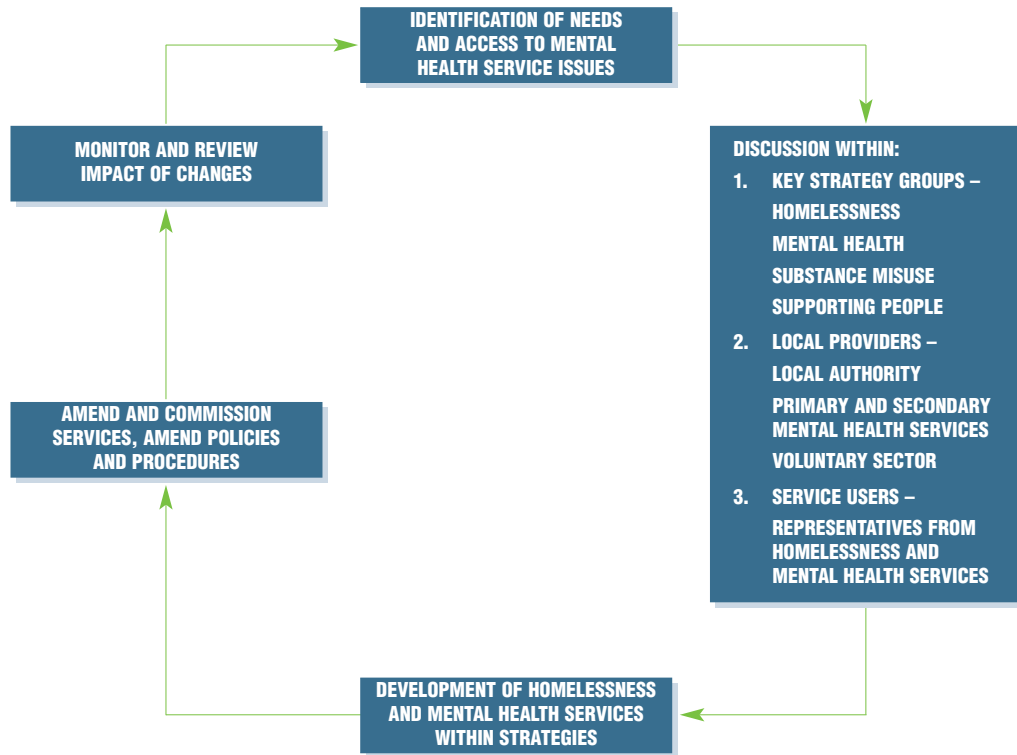 IDENTIFICATION OF NEEDS
AND ACCESS TO MENTAL
HEALTH SERVICE ISSUES
MONITOR AND REVIEW
IMPACT OF CHANGES
DISCUSSION WITHIN:
1. KEY STRATEGY GROUPS –
HOMELESSNESS
MENTAL HEALTH
SUBSTANCE MISUSE
SUPPORTING PEOPLE
2. LOCAL PROVIDERS –
LOCAL AUTHORITY
PRIMARY AND SECONDARY
MENTAL HEALTH SERVICES
VOLUNTARY SECTOR
3. SERVICE USERS –
REPRESENTATIVES FROM
HOMELESSNESS AND
MENTAL HEALTH SERVICES
AMEND AND COMMISSION
SERVICES, AMEND POLICIES
AND PROCEDURES
DEVELOPMENT OF HOMELESSNESS
AND MENTAL HEALTH SERVICES
WITHIN STRATEGIES